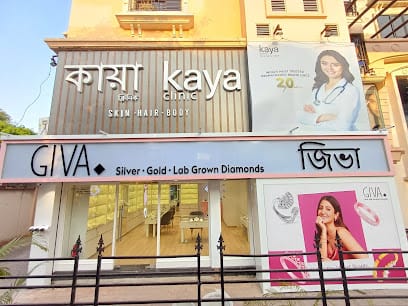 কায়া kaya
ক্লিনিক clinic
SKIN · HAIR · BODY
kaya
20
GIVA Silver • Gold • Lab Grown Diamonds জিভা
GIVA